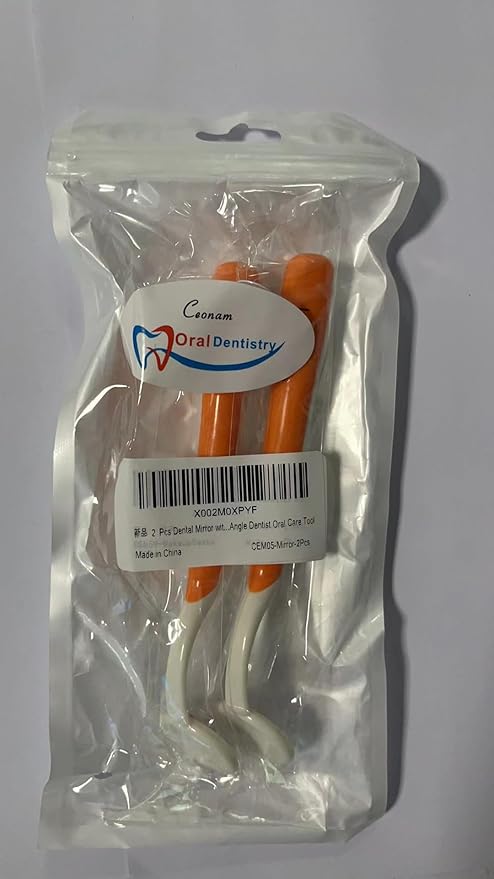 Ceonam
Oral Dentistry
X002M0XPYF
新品 2 Pcs Dental Mirror wit...Angle Dentist Oral Care Tool
CEM05-Mirror-2Pcs
Made in China